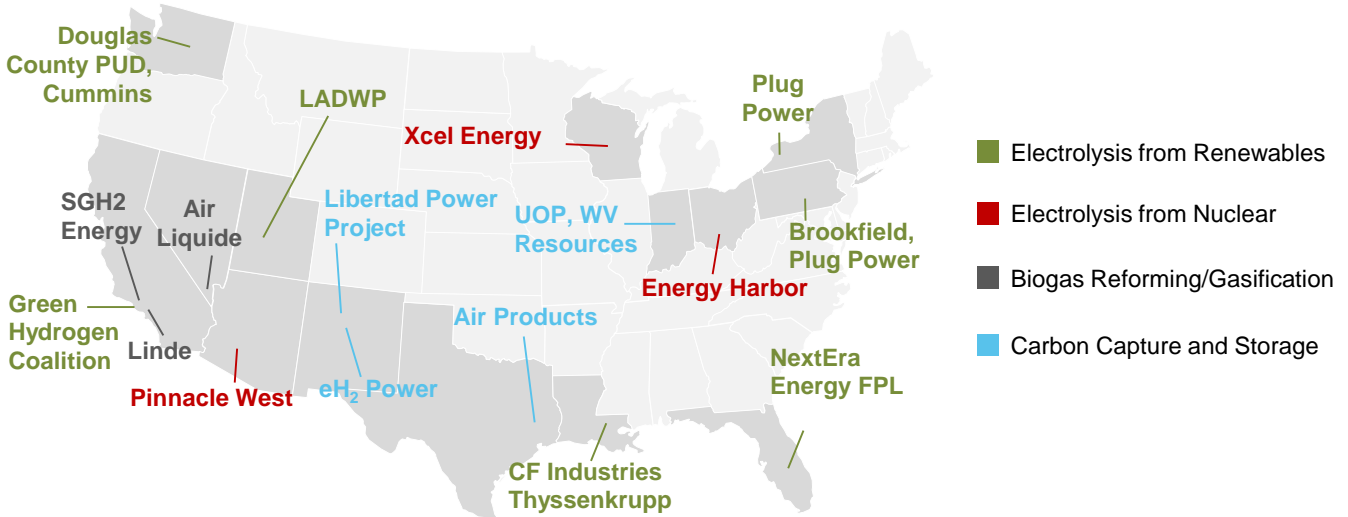 Douglas
County PUD,
Cummins
LADWP
Xcel Energy
Plug
Power
SGH2
Energy
Air
Liquide
Libertad Power
Project
UOP, WV
Resources
Brookfield,
Plug Power
Energy Harbor
Green
Hydrogen
Coalition
Linde
Air Products
Pinnacle West
eH₂ Power
NextEra
Energy FPL
CF Industries
Thyssenkrupp
Electrolysis from Renewables
Electrolysis from Nuclear
Biogas Reforming/Gasification
Carbon Capture and Storage